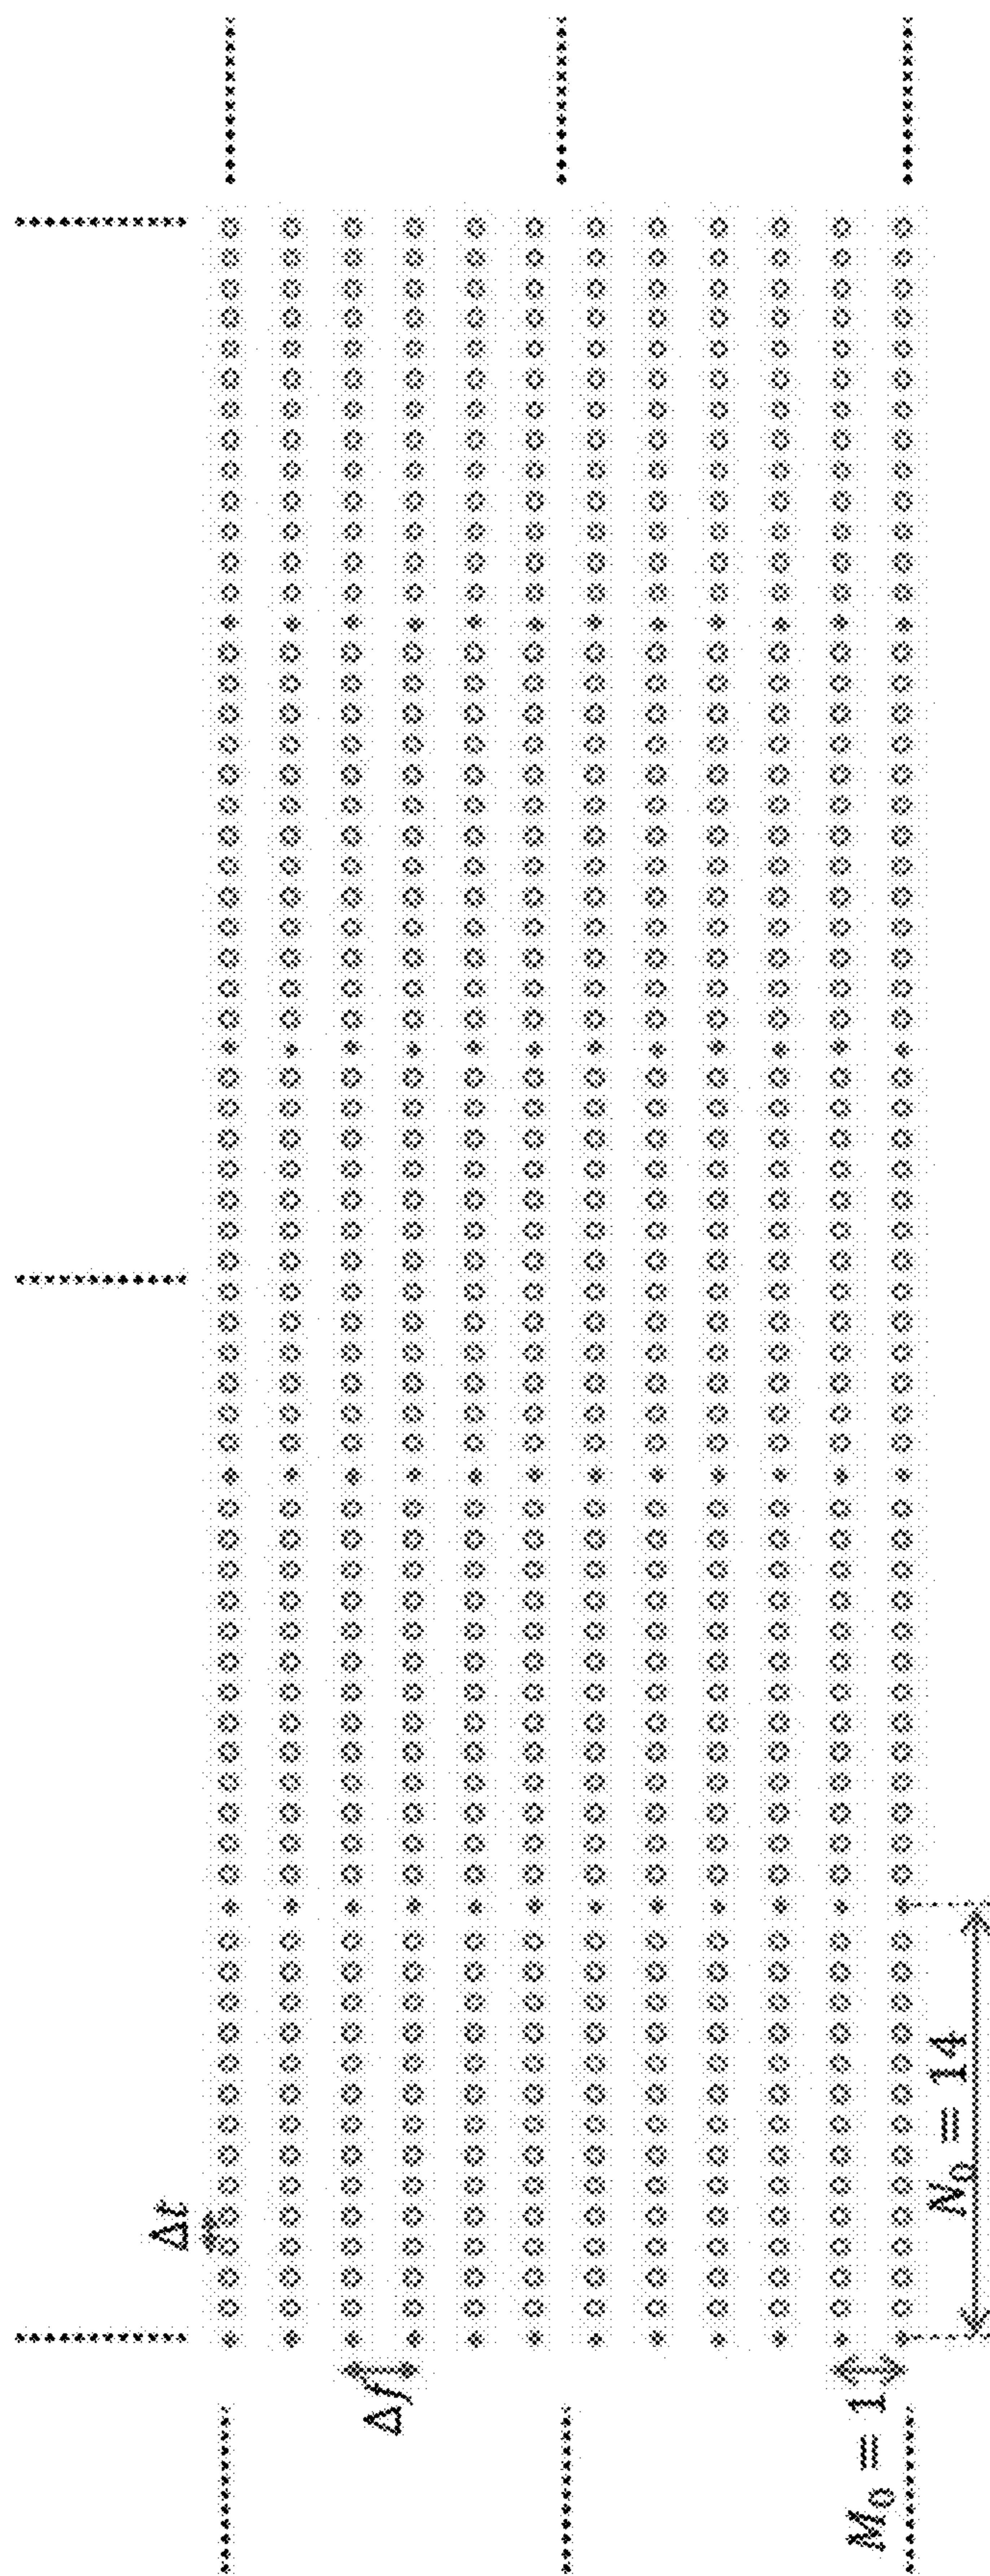 Δt
Δf
N₀ = 14
M₀ = 1